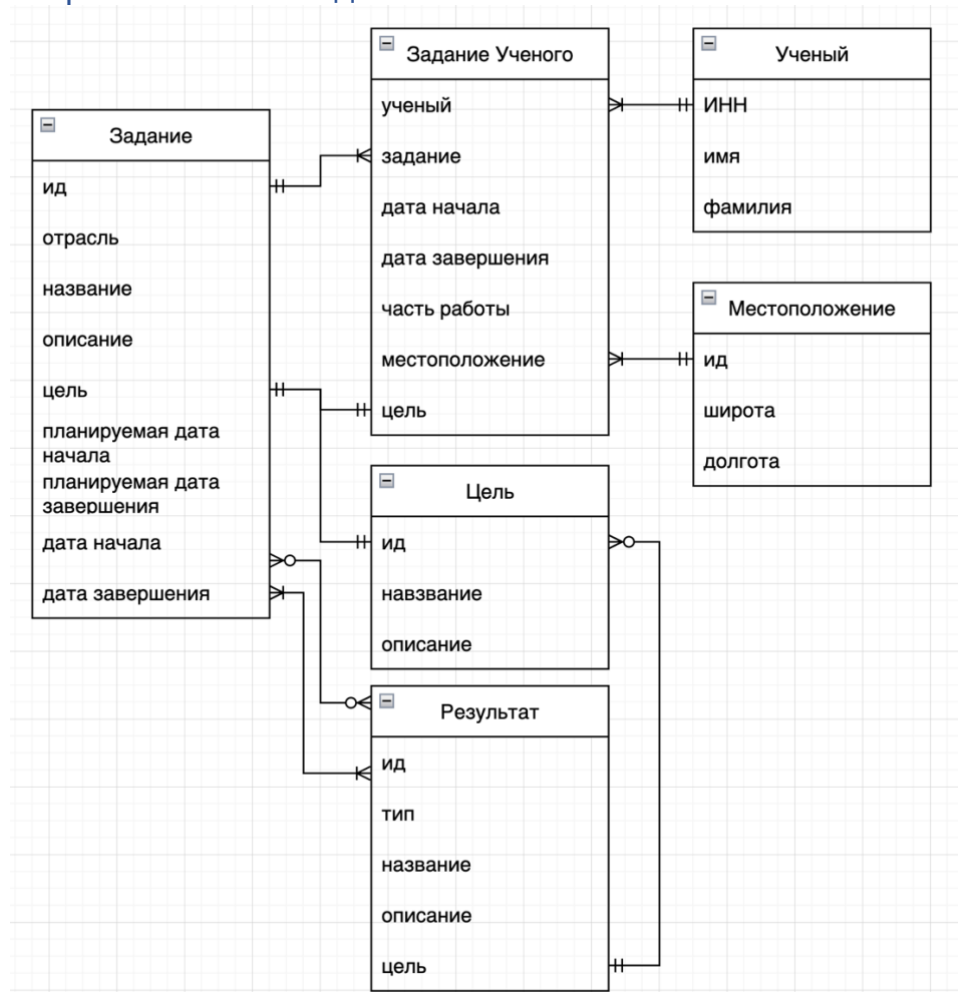 Задание
ид
отрасль
название
описание
цель
планируемая дата
начала
планируемая дата
завершения
дата начала
дата завершения
Задание Ученого
ученый
задание
дата начала
дата завершения
часть работы
местоположение
цель
Ученый
ИНН
имя
фамилия
Местоположение
ид
широта
долгота
Цель
ид
навзвание
описание
Результат
ид
тип
название
описание
цель